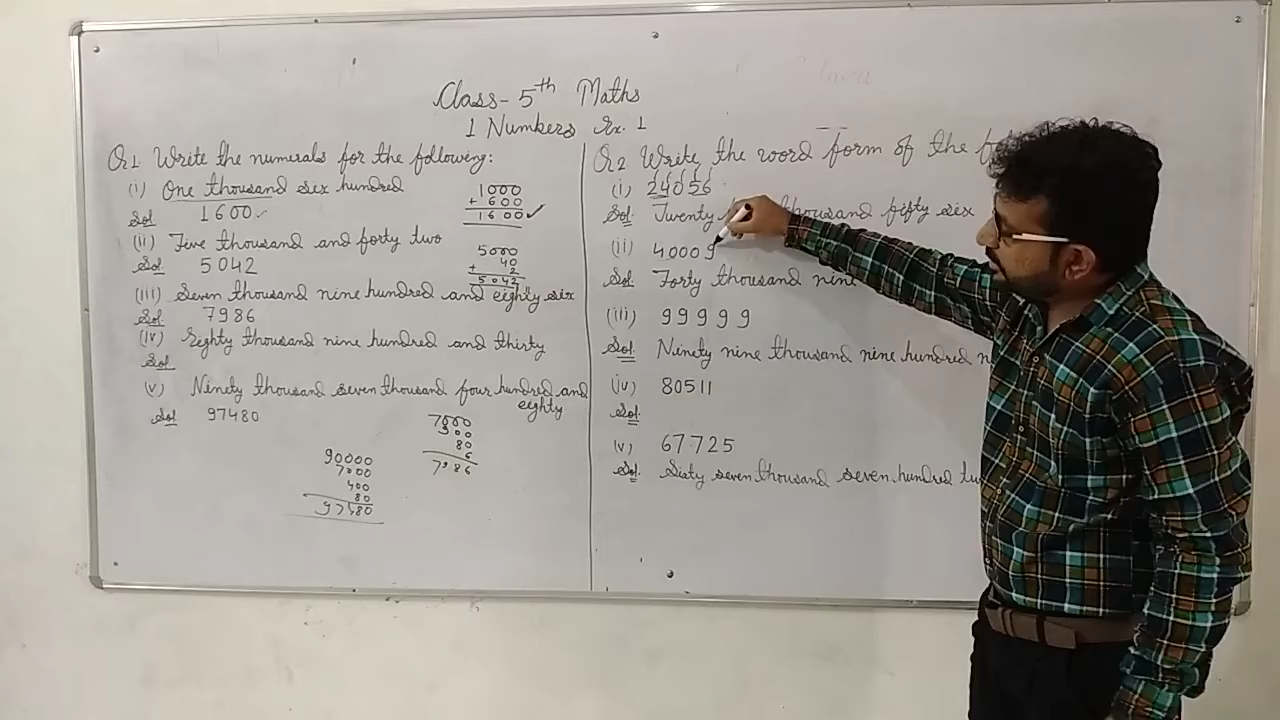 Class- 5th Maths
1 Numbers Ex. 1
Q1. Write the numerals for the following:
(i) One thousand six hundred
Sol 1600
1000
+ 600
1600
(ii) Five thousand and forty two
Sol 5042
5000
40
+ 2
5042
(iii) Seven thousand nine hundred and eighty six
Sol 7986
(iv) Eighty thousand nine hundred and thirty
Sol
(v) Ninety thousand seven thousand four hundred and
eighty
Sol 97480
7000
900
80
6
7986
90000
7000
400
80
97480
Q2 Write the word form of the
(i) 24056
Sol: Twenty thousand fifty six
(ii) 40009
Sol: Forty thousand nine
(iii) 99999
Sol: Ninety nine thousand nine hundred
(iv) 80511
Sol:
(v) 67725
Sol: Sixty seven thousand seven hundred